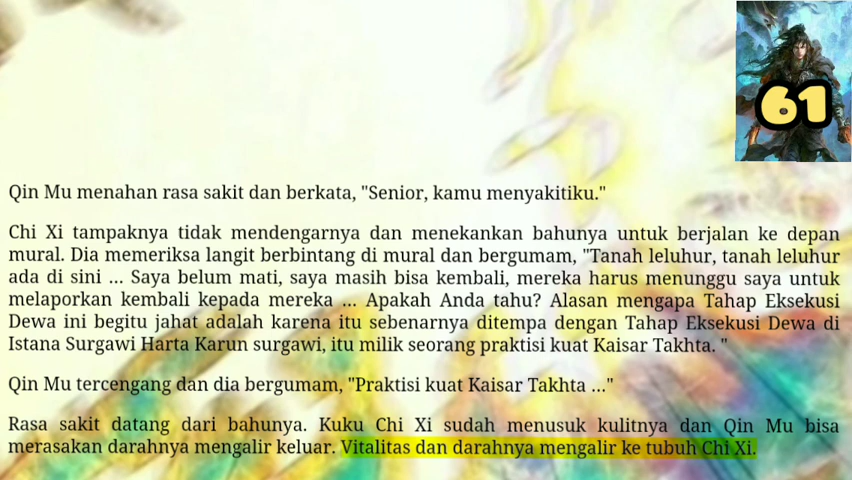 61
Qin Mu menahan rasa sakit dan berkata, "Senior, kamu menyakitiku."
Chi Xi tampaknya tidak mendengarnya dan menekankan bahunya untuk berjalan ke depan
mural. Dia memeriksa langit berbintang di mural dan bergumam, "Tanah leluhur, tanah leluhur
ada di sini ... Saya belum mati, saya masih bisa kembali, mereka harus menunggu saya untuk
melaporkan kembali kepada mereka ... Apakah Anda tahu? Alasan mengapa Tahap Eksekusi
Dewa ini begitu jahat adalah karena itu sebenarnya ditempa dengan Tahap Eksekusi Dewa di
Istana Surgawi Harta Karun surgawi, itu milik seorang praktisi kuat Kaisar Takhta. "
Qin Mu tercengang dan dia bergumam, "Praktisi kuat Kaisar Takhta ..."
Rasa sakit datang dari bahunya. Kuku Chi Xi sudah menusuk kulitnya dan Qin Mu bisa
merasakan darahnya mengalir keluar. Vitalitas dan darahnya mengalir ke tubuh Chi Xi.